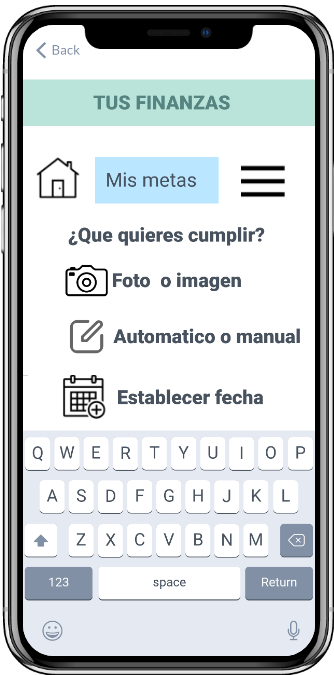 Back
TUS FINANZAS
Mis metas
¿Que quieres cumplir?
Foto o imagen
Automatico o manual
Establecer fecha
Q W E R T Y U I O P
A S D F G H J K L
Z X C V B N M
123 space Return